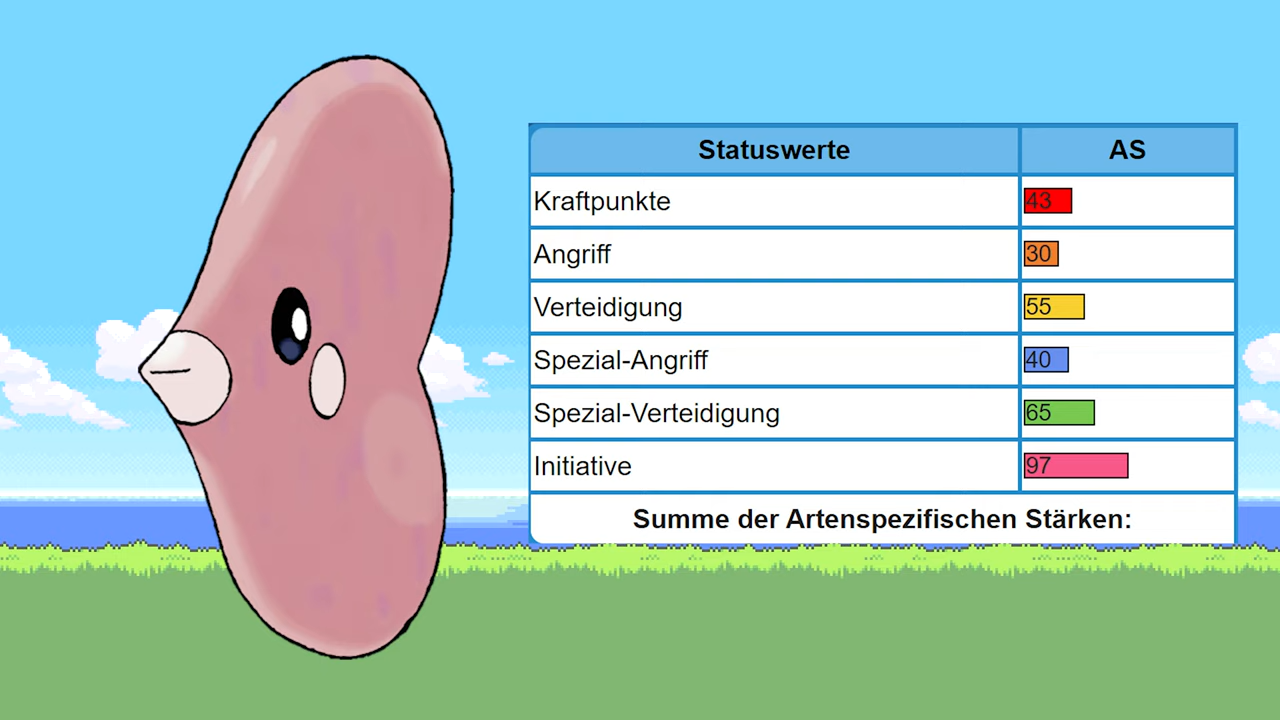 Statuswerte AS
Kraftpunkte 43
Angriff 30
Verteidigung 55
Spezial-Angriff 40
Spezial-Verteidigung 65
Initiative 97
Summe der Artenspezifischen Stärken: